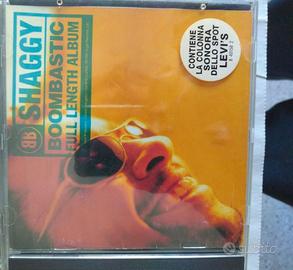 SHAGGY
BOOMBASTIC
FULL LENGTH ALBUM
CONTIENE
LA COLONNA
SONORA
DELLO SPOT
LEVI'S
subito